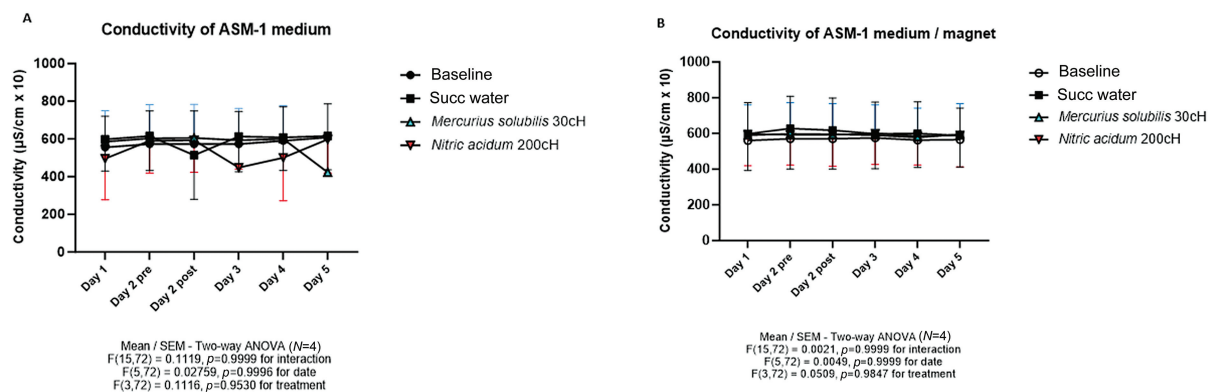 A
Conductivity of ASM-1 medium
Conductivity (µS/cm x 10)
1000
800
600
400
200
0
Day 1
Day 2 pre
Day 2 post
Day 3
Day 4
Day 5
Baseline
Succ water
Mercurius solubilis 30cH
Nitric acidum 200cH
Mean / SEM - Two-way ANOVA (N=4)
F(15,72) = 0.1119, p=0.9999 for interaction
F(5,72) = 0.02759, p=0.9996 for date
F(3,72) = 0.1116, p=0.9530 for treatment
B
Conductivity of ASM-1 medium / magnet
Conductivity (µS/cm x 10)
1000
800
600
400
200
0
Day 1
Day 2 pre
Day 2 post
Day 3
Day 4
Day 5
Baseline
Succ water
Mercurius solubilis 30cH
Nitric acidum 200cH
Mean / SEM - Two-way ANOVA (N=4)
F(15,72) = 0.0021, p=0.9999 for interaction
F(5,72) = 0.0049, p=0.9999 for date
F(3,72) = 0.0509, p=0.9847 for treatment